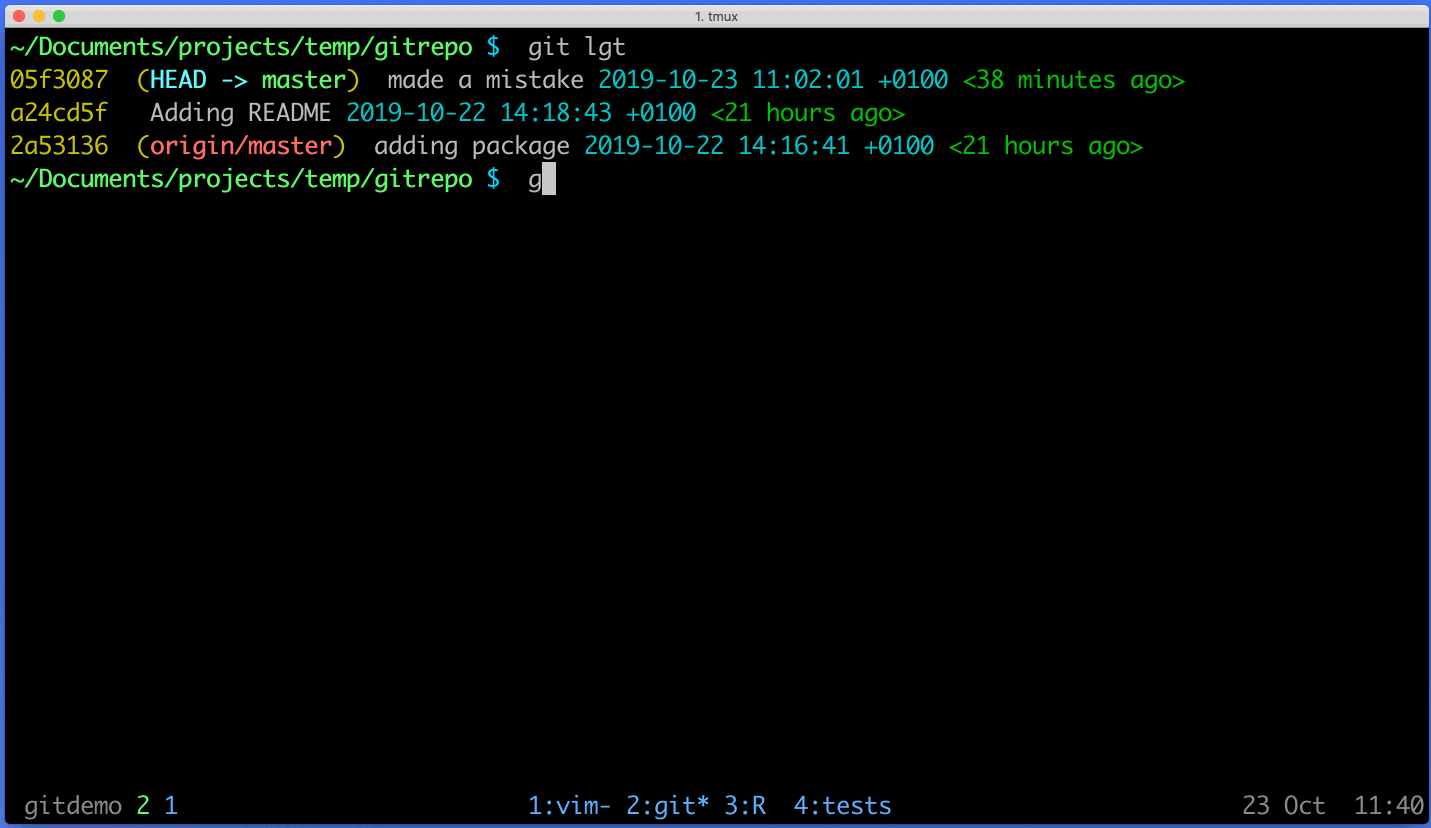 1. tmux
~/Documents/projects/temp/gitrepo $  git lgt
05f3087  (HEAD -> master)  made a mistake 2019-10-23 11:02:01 +0100 <38 minutes ago>
a24cd5f   Adding README 2019-10-22 14:18:43 +0100 <21 hours ago>
2a53136  (origin/master)  adding package 2019-10-22 14:16:41 +0100 <21 hours ago>
~/Documents/projects/temp/gitrepo $  g
gitdemo 2 1 1:vim- 2:git* 3:R  4:tests 23 Oct  11:40